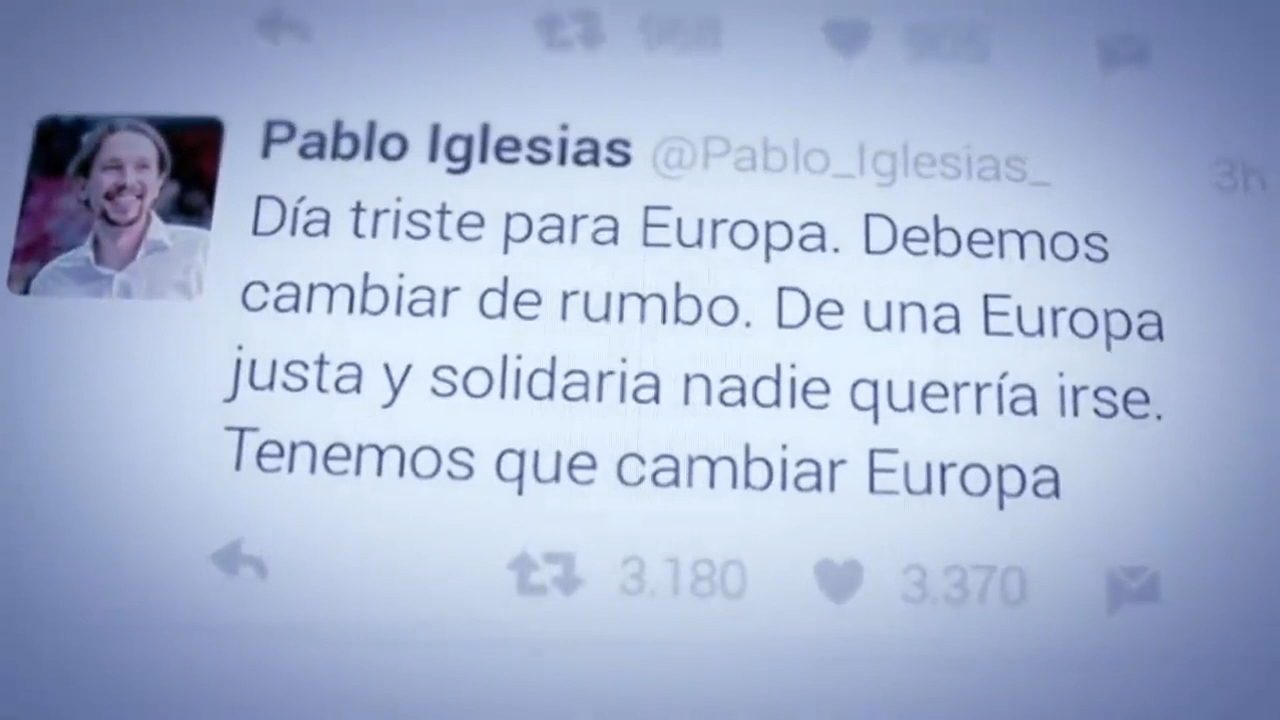 Pablo Iglesias @Pablo_Iglesias_ 3h
Día triste para Europa. Debemos
cambiar de rumbo. De una Europa
justa y solidaria nadie querría irse.
Tenemos que cambiar Europa
3.180 3.370